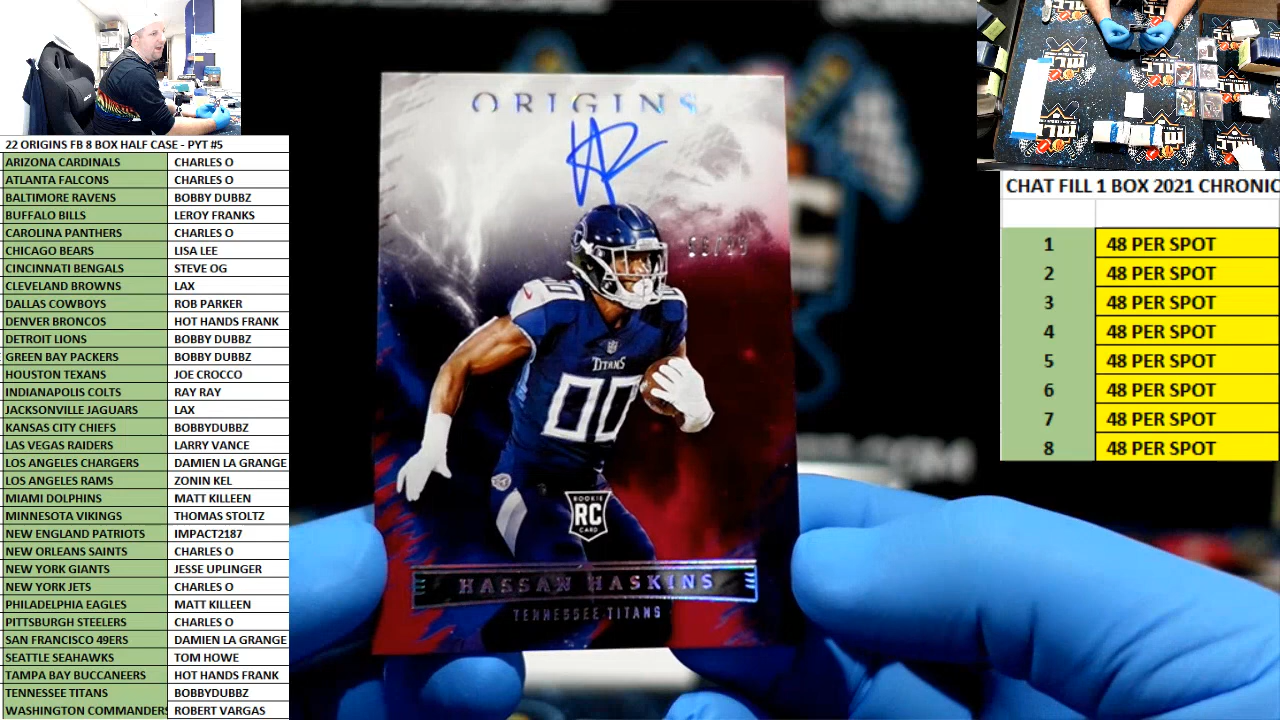 22 ORIGINS FB 8 BOX HALF CASE - PYT #5
ARIZONA CARDINALS CHARLES O
ATLANTA FALCONS CHARLES O
BALTIMORE RAVENS BOBBY DUBBZ
BUFFALO BILLS LEROY FRANKS
CAROLINA PANTHERS CHARLES O
CHICAGO BEARS LISA LEE
CINCINNATI BENGALS STEVE OG
CLEVELAND BROWNS LAX
DALLAS COWBOYS ROB PARKER
DENVER BRONCOS HOT HANDS FRANK
DETROIT LIONS BOBBY DUBBZ
GREEN BAY PACKERS BOBBY DUBBZ
HOUSTON TEXANS JOE CROCCO
INDIANAPOLIS COLTS RAY RAY
JACKSONVILLE JAGUARS LAX
KANSAS CITY CHIEFS BOBBYDUBBZ
LAS VEGAS RAIDERS LARRY VANCE
LOS ANGELES CHARGERS DAMIEN LA GRANGE
LOS ANGELES RAMS ZONIN KEL
MIAMI DOLPHINS MATT KILLEEN
MINNESOTA VIKINGS THOMAS STOLTZ
NEW ENGLAND PATRIOTS IMPACT2187
NEW ORLEANS SAINTS CHARLES O
NEW YORK GIANTS JESSE UPLINGER
NEW YORK JETS CHARLES O
PHILADELPHIA EAGLES MATT KILLEEN
PITTSBURGH STEELERS CHARLES O
SAN FRANCISCO 49ERS DAMIEN LA GRANGE
SEATTLE SEAHAWKS TOM HOWE
TAMPA BAY BUCCANEERS HOT HANDS FRANK
TENNESSEE TITANS BOBBYDUBBZ
WASHINGTON COMMANDERS ROBERT VARGAS
ORIGINS
TITANS
00
ROOKIE
RC
CARD
HASSAN HASKINS
TENNESSEE TITANS
CHAT FILL 1 BOX 2021 CHRONIC
1 48 PER SPOT
2 48 PER SPOT
3 48 PER SPOT
4 48 PER SPOT
5 48 PER SPOT
6 48 PER SPOT
7 48 PER SPOT
8 48 PER SPOT